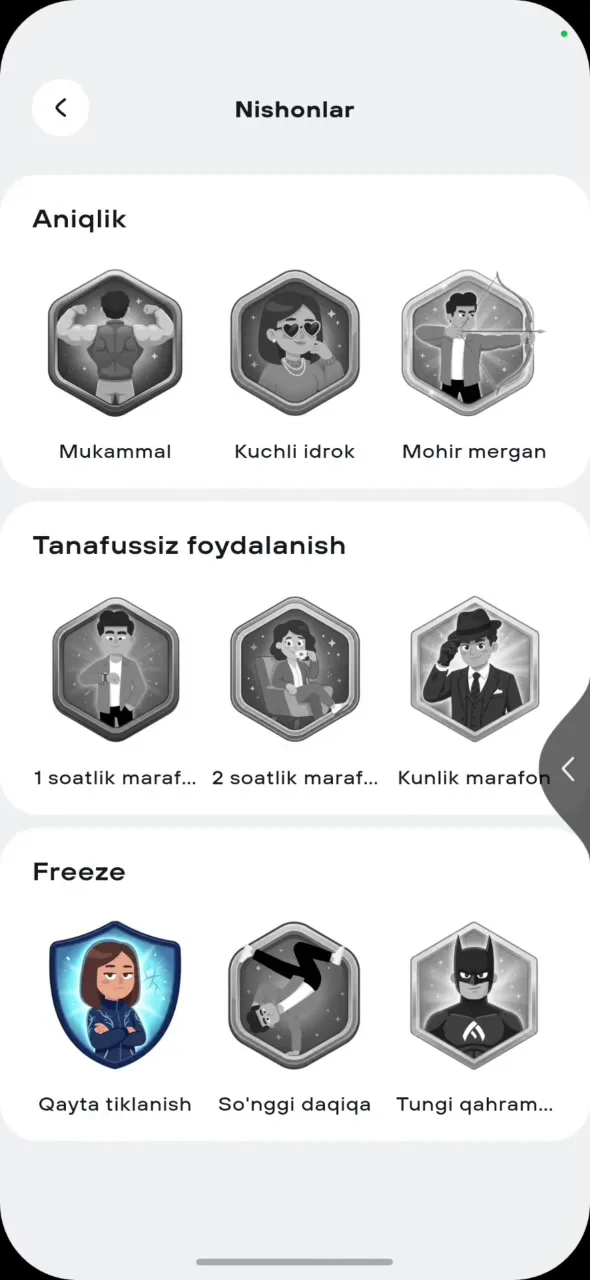 Nishonlar
Aniqlik
Mukammal
Kuchli idrok
Mohir mergan
Tanafussiz foydalanish
1 soatlik maraf...
2 soatlik maraf...
Kunlik marafon
Freeze
Qayta tiklanish
So'nggi daqiqa
Tungi qahram...